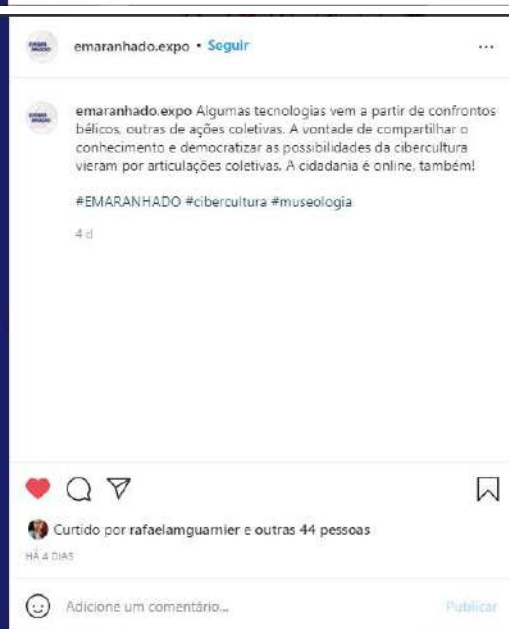 emaranhado.expo • Seguir
emaranhado.expo Algumas tecnologias vem a partir de confrontos
bélicos, outras de ações coletivas. A vontade de compartilhar o
conhecimento e democratizar as possibilidades da cibercultura
vieram por articulações coletivas. A cidadania é online, também!
#EMARANHADO #cibercultura #museologia
4 d
Curtido por rafaelamguarnier e outras 44 pessoas
HÁ 4 DIAS
Adicione um comentário...
Publicar